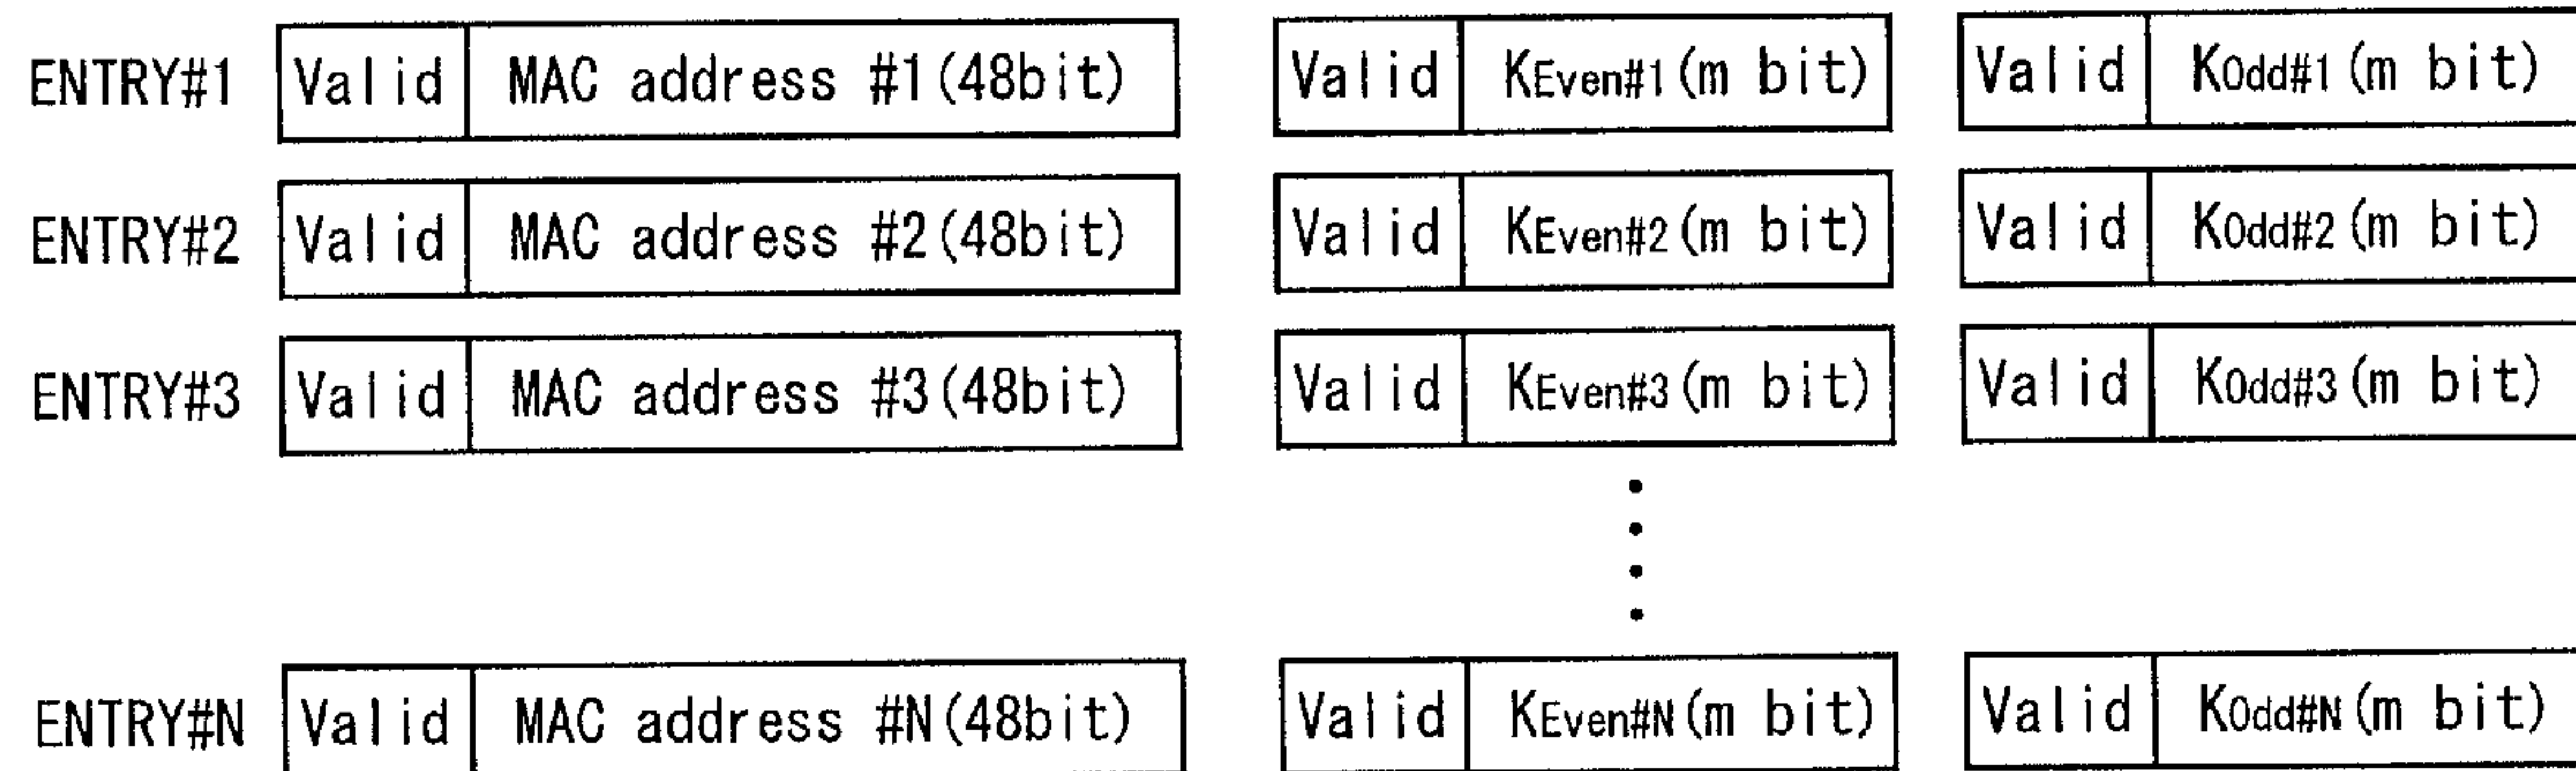 ENTRY#1 Valid MAC address #1(48bit) Valid KEven#1(m bit) Valid KOdd#1(m bit)
ENTRY#2 Valid MAC address #2(48bit) Valid KEven#2(m bit) Valid KOdd#2(m bit)
ENTRY#3 Valid MAC address #3(48bit) Valid KEven#3(m bit) Valid KOdd#3(m bit)
ENTRY#N Valid MAC address #N(48bit) Valid KEven#N(m bit) Valid KOdd#N(m bit)